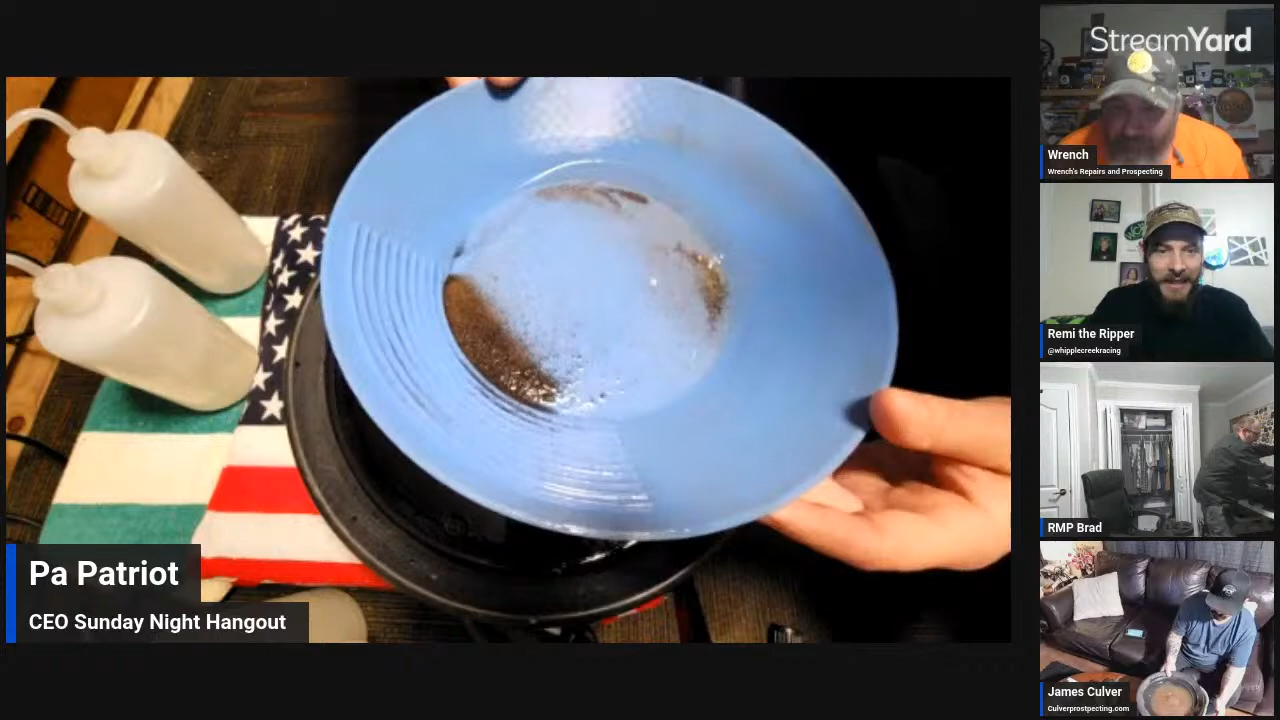 StreamYard
Wrench
Wrench's Repairs and Prospecting
Remi the Ripper
@whipplecreekracing
RMP Brad
James Culver
Culverprostpecting.com
Pa Patriot
CEO Sunday Night Hangout